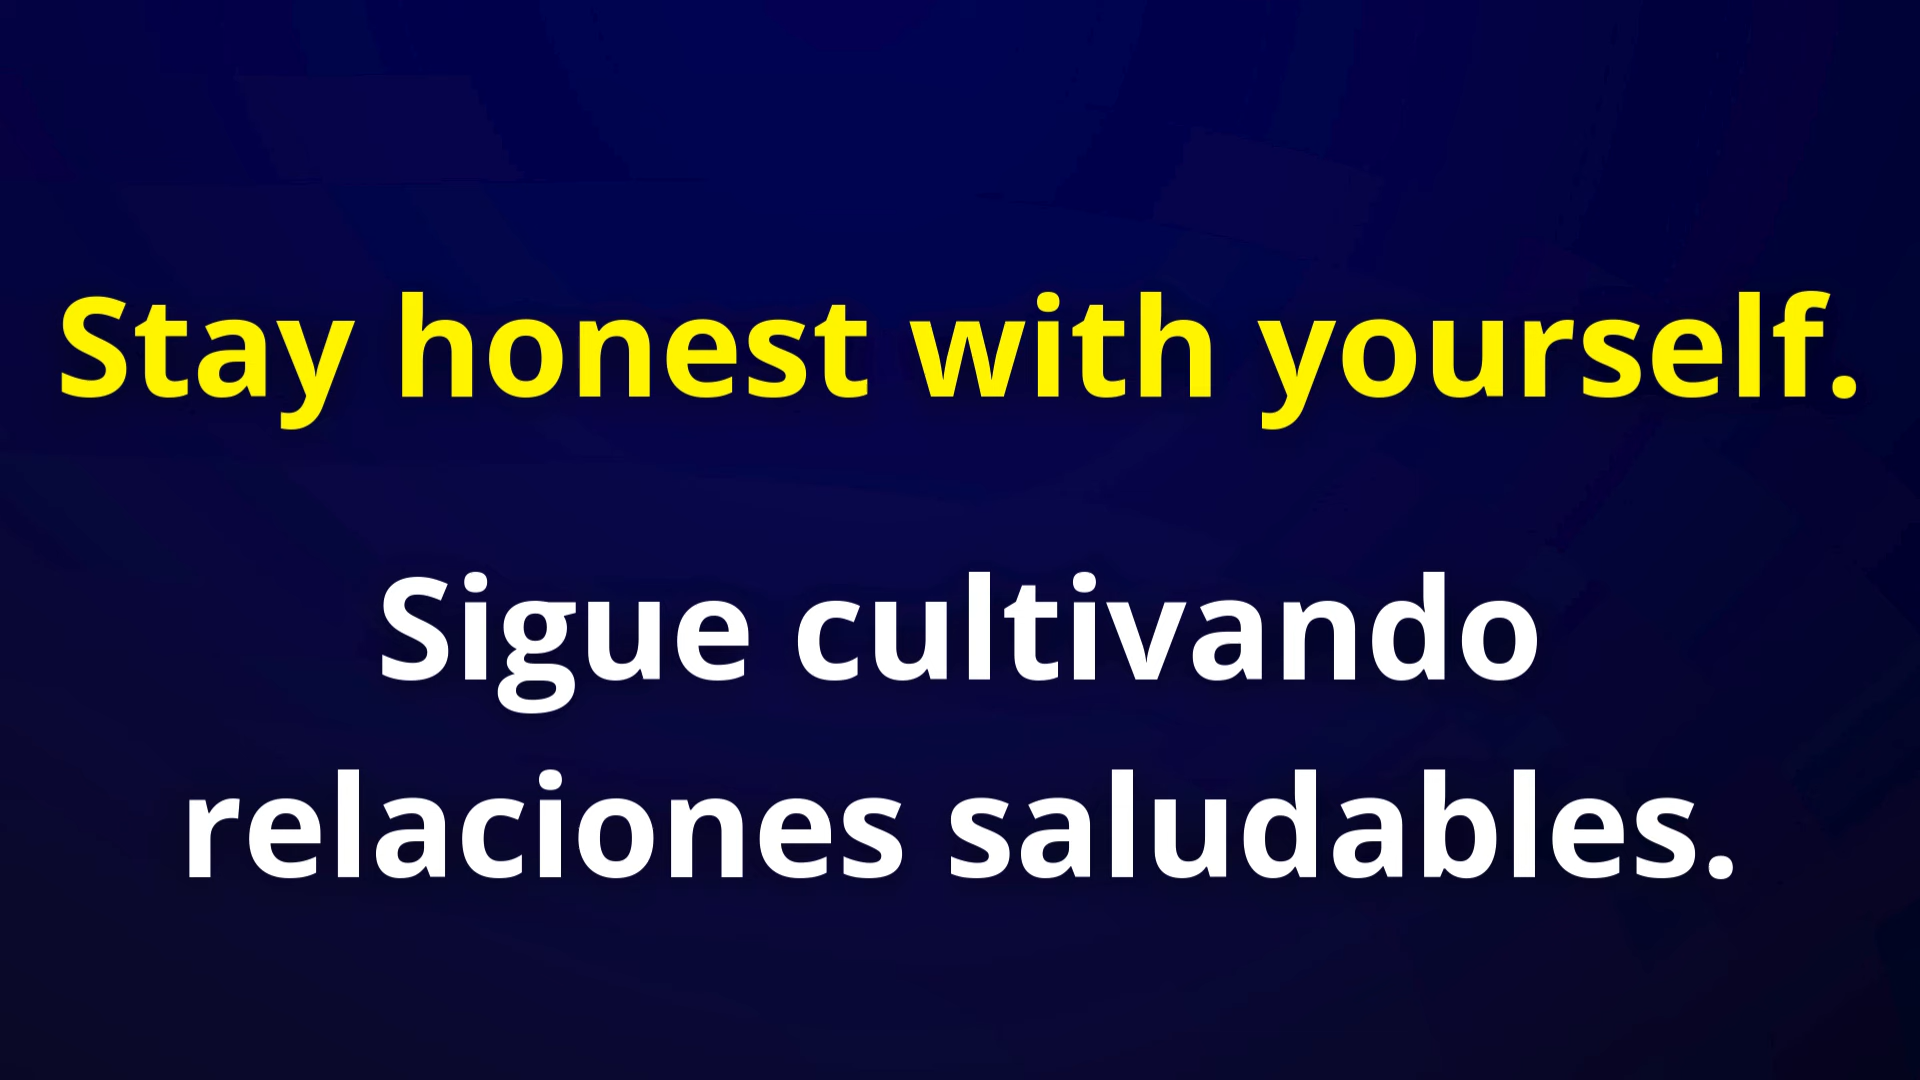 Stay honest with yourself.
Sigue cultivando
relaciones saludables.